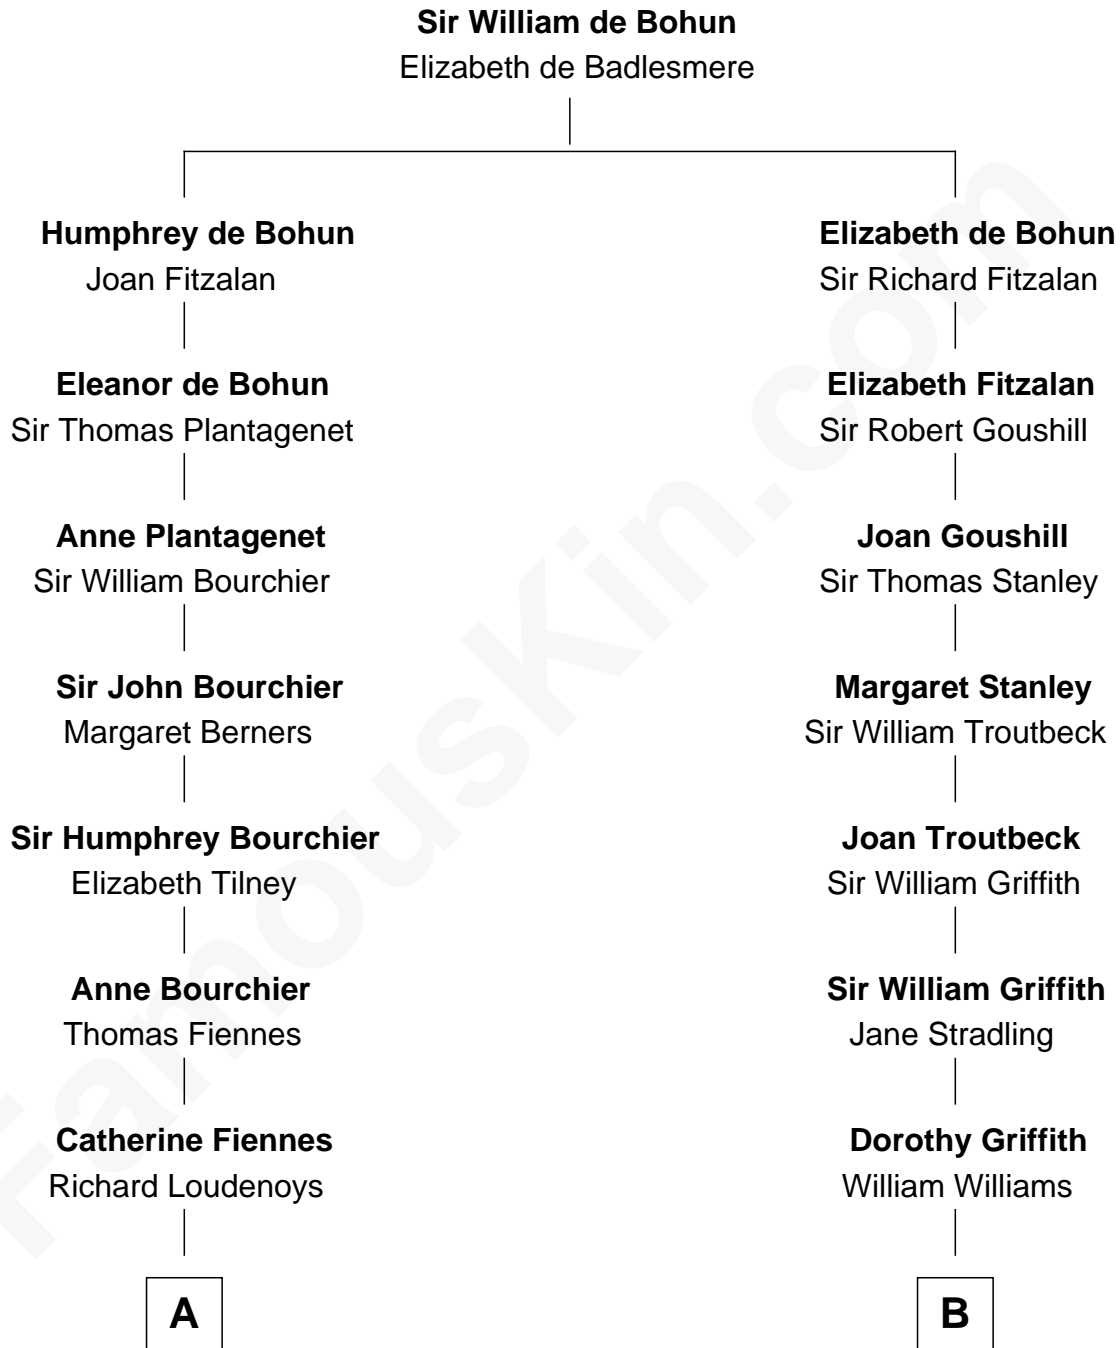 Sir William de Bohun
Elizabeth de Badlesmere
Humphrey de Bohun
Joan Fitzalan
Eleanor de Bohun
Sir Thomas Plantagenet
Anne Plantagenet
Sir William Bourchier
Sir John Bourchier
Margaret Berners
Sir Humphrey Bourchier
Elizabeth Tilney
Anne Bourchier
Thomas Fiennes
Catherine Fiennes
Richard Loudenoys
A
Elizabeth de Bohun
Sir Richard Fitzalan
Elizabeth Fitzalan
Sir Robert Goushill
Joan Goushill
Sir Thomas Stanley
Margaret Stanley
Sir William Troutbeck
Joan Troutbeck
Sir William Griffith
Sir William Griffith
Jane Stradling
Dorothy Griffith
William Williams
B
FamousKin.com